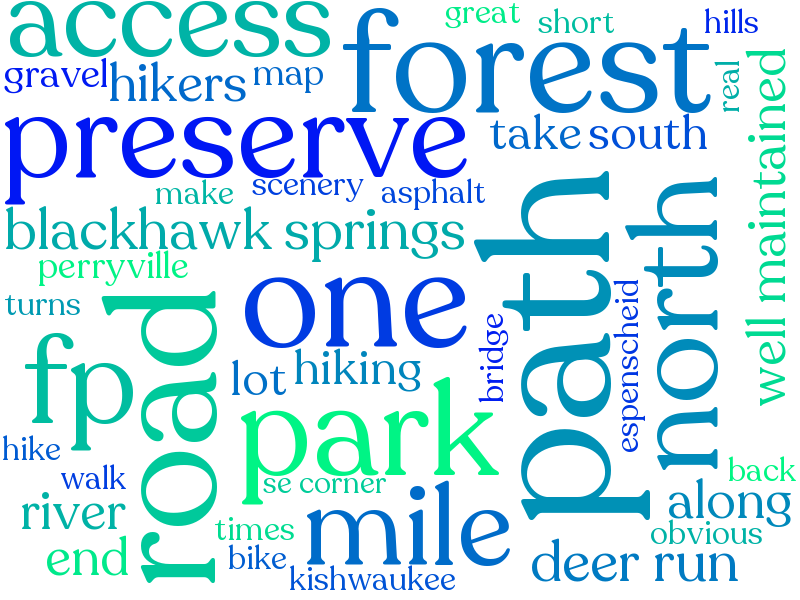 access
great
short
hills
gravel
hikers
map
forest
real
preserve
take
south
well maintained
make
scenery
asphalt
blackhawk springs
path
north
perryville
turns
one
road
fp
lot
hiking
bridge
espenscheid
park
hike
walk
se corner
back
river
mile
along
times
obvious
end
bike
deer run
kishwaukee